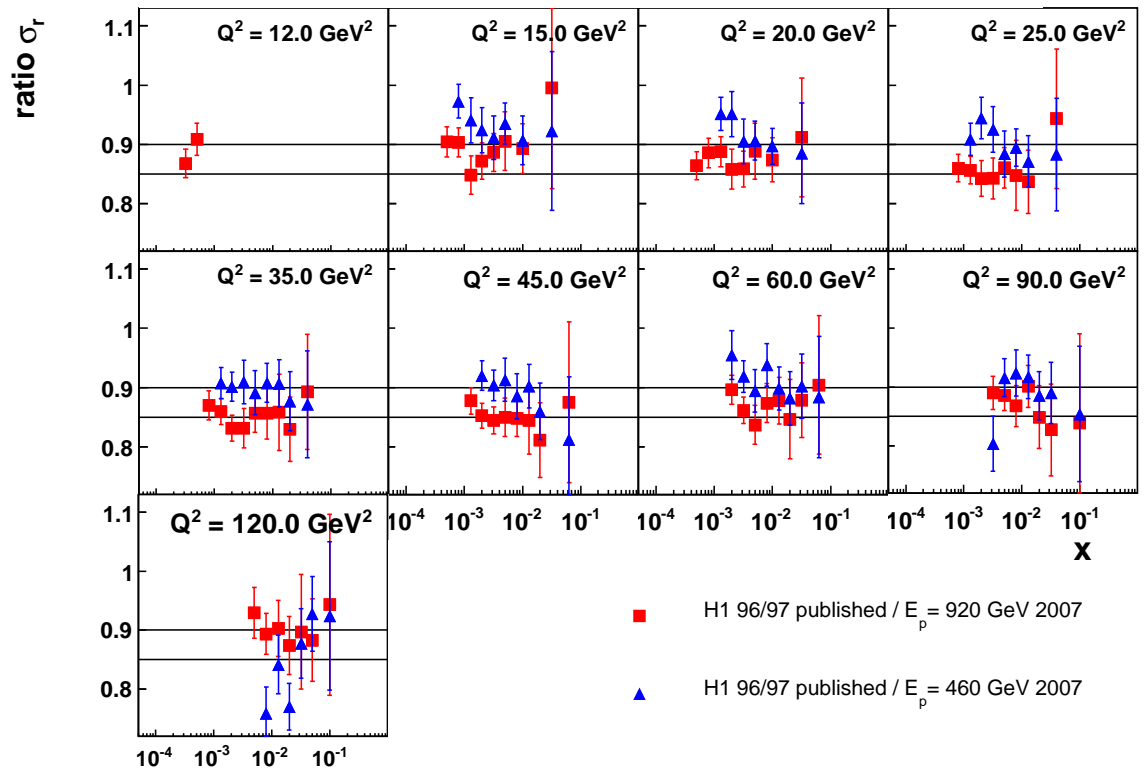 ratio σr
Q² = 12.0 GeV²
Q² = 15.0 GeV²
Q² = 20.0 GeV²
Q² = 25.0 GeV²
1.1
1
0.9
0.8
Q² = 35.0 GeV²
Q² = 45.0 GeV²
Q² = 60.0 GeV²
Q² = 90.0 GeV²
1.1
1
0.9
0.8
Q² = 120.0 GeV²
1.1
1
0.9
0.8
10⁻⁴ 10⁻³ 10⁻² 10⁻¹
10⁻⁴ 10⁻³ 10⁻² 10⁻¹
10⁻⁴ 10⁻³ 10⁻² 10⁻¹
x
H1 96/97 published / E_p= 920 GeV 2007
H1 96/97 published / E_p= 460 GeV 2007
10⁻⁴ 10⁻³ 10⁻² 10⁻¹